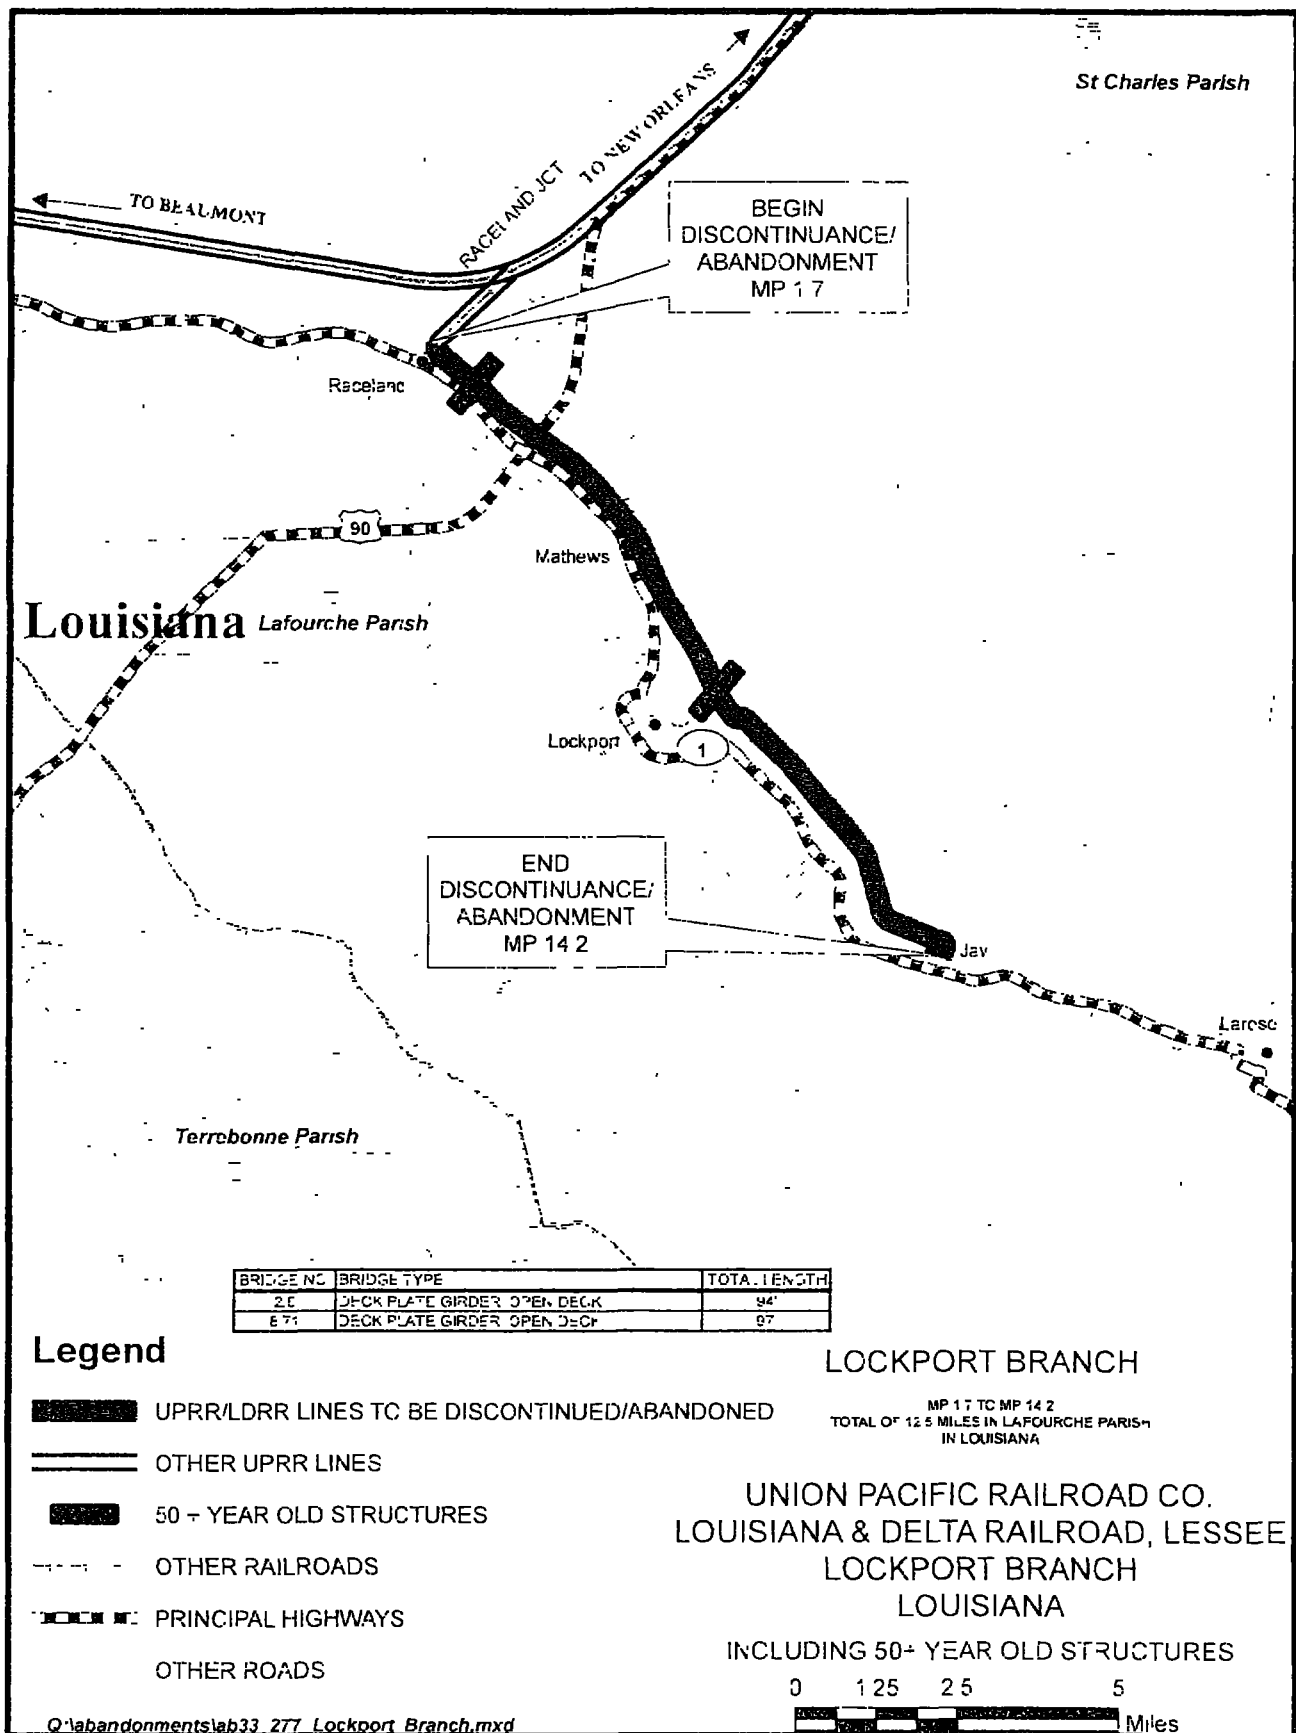 St Charles Parish
TO NEW ORLEANS
RACELAND JCT
TO BEAUMONT
BEGIN
DISCONTINUANCE/
ABANDONMENT
MP 1 7
Raceland
90
Mathews
Louisiana
Lafourche Parish
Lockport
1
END
DISCONTINUANCE/
ABANDONMENT
MP 14 2
Jay
Larose
Terrebonne Parish
BRIDGE NO BRIDGE TYPE TOTAL LENGTH
DECK PLATE GIRDER OPEN DECK 94'
8 71 DECK PLATE GIRDER OPEN DECK 97
Legend
UPRR/LDRR LINES TO BE DISCONTINUED/ABANDONED
OTHER UPRR LINES
50 + YEAR OLD STRUCTURES
OTHER RAILROADS
PRINCIPAL HIGHWAYS
OTHER ROADS
Q:\abandonments\ab33_277_Lockport_Branch.mxd
LOCKPORT BRANCH
MP 1 7 TO MP 14 2
TOTAL OF 12 5 MILES IN LAFOURCHE PARISH
IN LOUISIANA
UNION PACIFIC RAILROAD CO.
LOUISIANA & DELTA RAILROAD, LESSEE
LOCKPORT BRANCH
LOUISIANA
INCLUDING 50+ YEAR OLD STRUCTURES
0 1 25 2 5 5
Miles